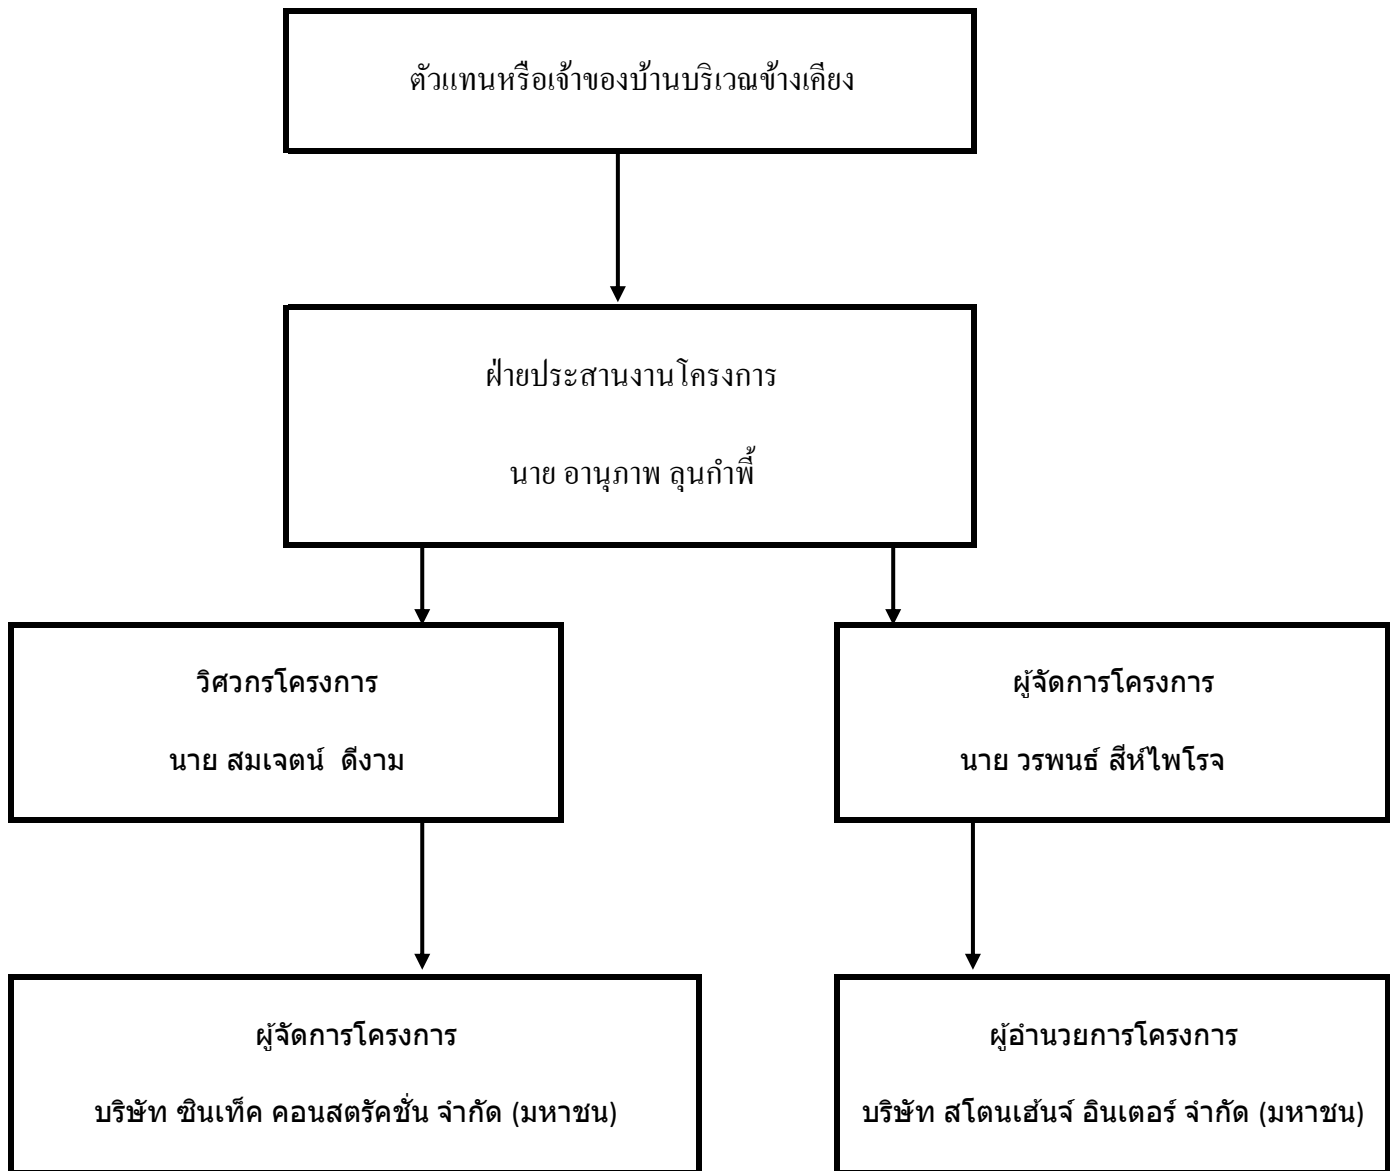 ตัวแทนหรือเจ้าของบ้านบริเวณข้างเคียง
ฝ่ายประสานงานโครงการ
นาย อานุภาพ ลุนกำพี้
วิศวกรโครงการ
นาย สมเจตน์ ดีงาม
ผู้จัดการโครงการ
นาย วรพนธ์ สีห์ไพโรจ
ผู้จัดการโครงการ
บริษัท ซินเท็ค คอนสตรัคชั่น จำกัด (มหาชน)
ผู้อำนวยการโครงการ
บริษัท สโตนเฮ้นจ์ อินเตอร์ จำกัด (มหาชน)